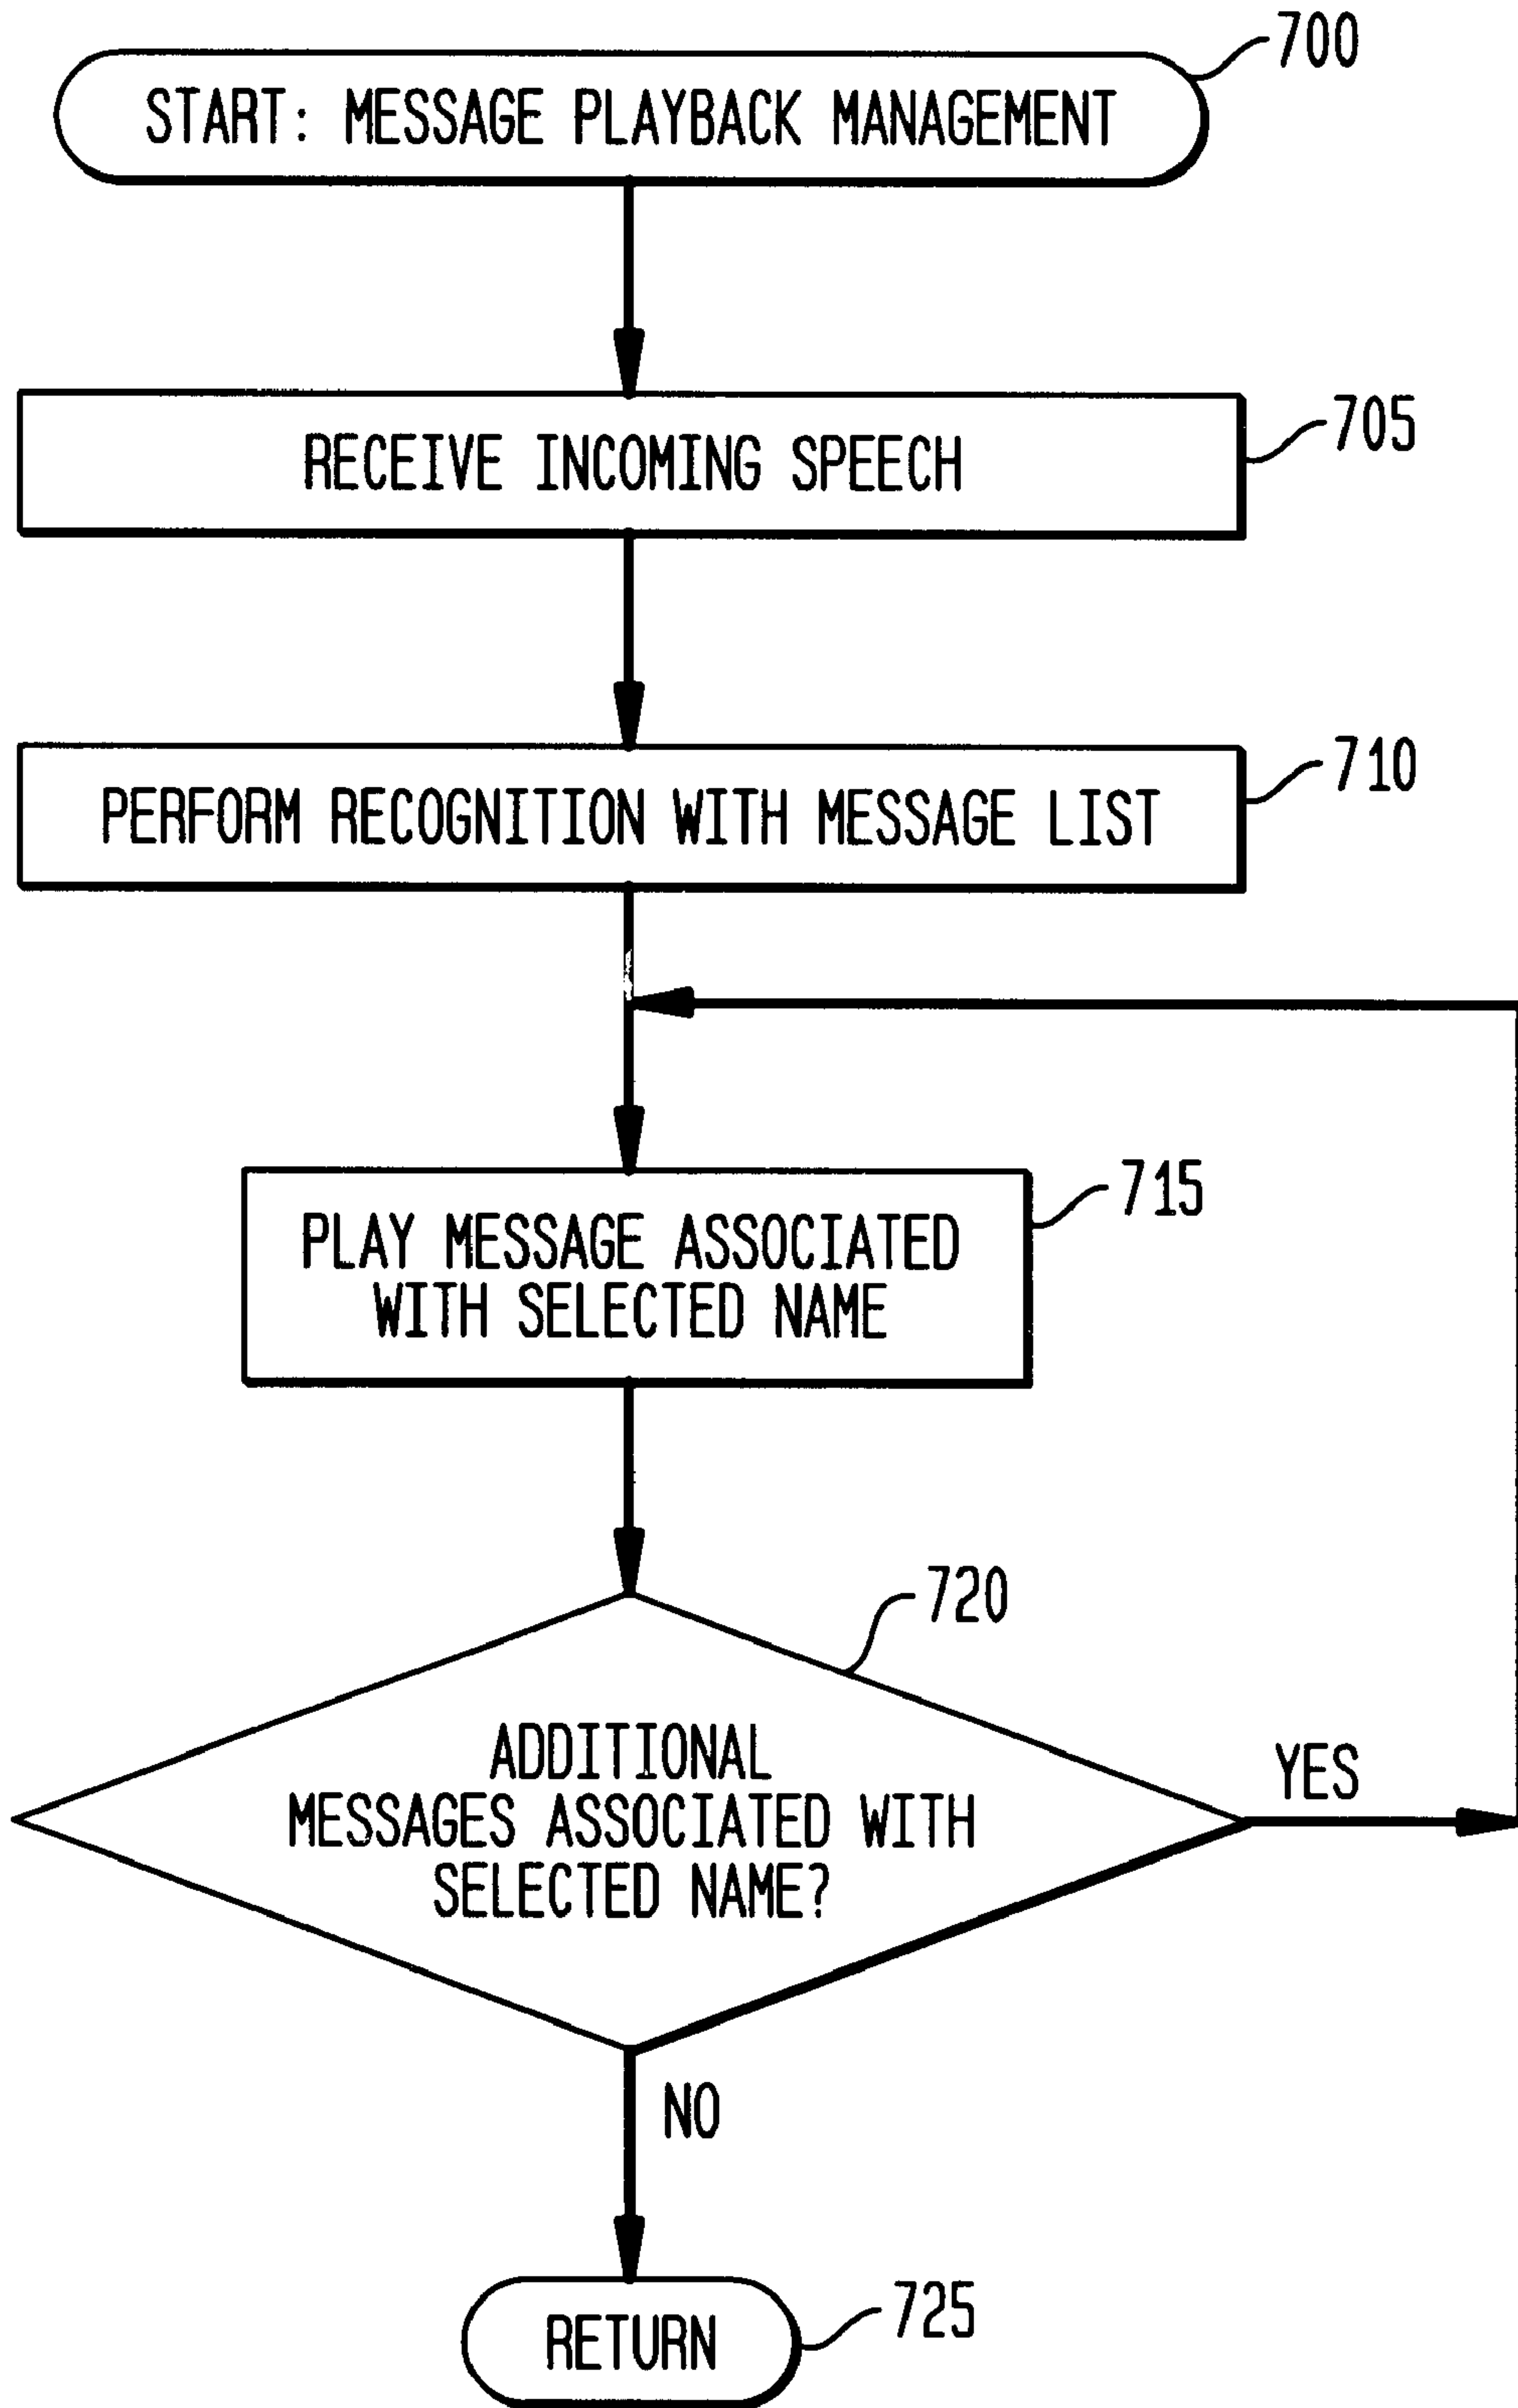 700
START: MESSAGE PLAYBACK MANAGEMENT
705
RECEIVE INCOMING SPEECH
710
PERFORM RECOGNITION WITH MESSAGE LIST
715
PLAY MESSAGE ASSOCIATED
WITH SELECTED NAME
720
ADDITIONAL
MESSAGES ASSOCIATED WITH
SELECTED NAME?
YES
NO
725
RETURN